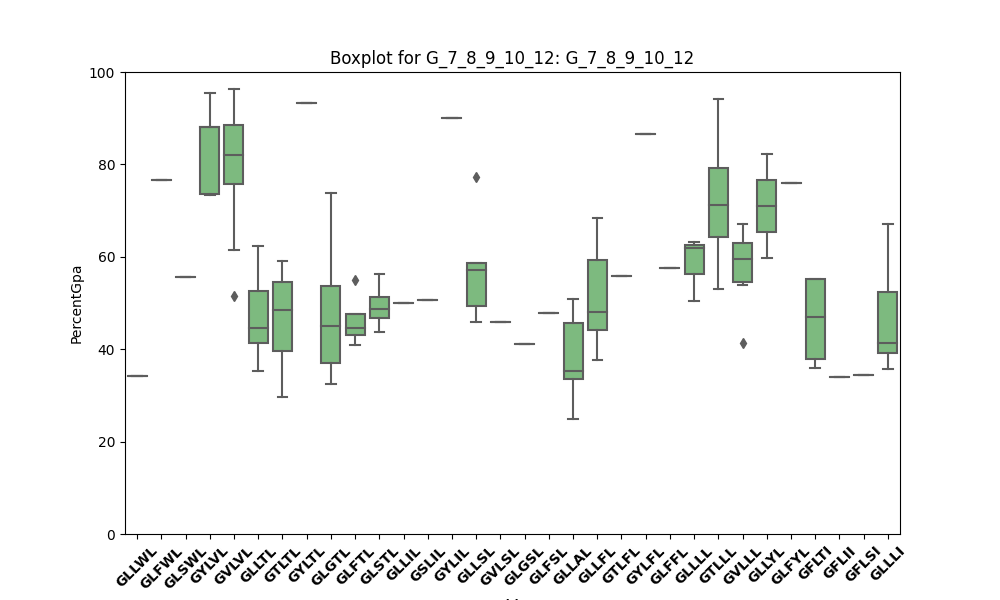 Boxplot for G_7_8_9_10_12: G_7_8_9_10_12
PercentGpa
100
80
60
40
20
0
GLLWL
GLFWL
GLSWL
GYLVL
GVLVL
GLLTL
GTLTL
GYLTL
GLGTL
GLFTL
GLSTL
GLLIL
GSLIL
GYLIL
GLLSL
GVLSL
GLGSL
GLFSL
GLLAL
GLLFL
GTLFL
GYLFL
GLFFL
GLLLL
GTLLL
GVLLL
GLLYL
GLFYL
GFLTI
GFLII
GFLSI
GLLLI